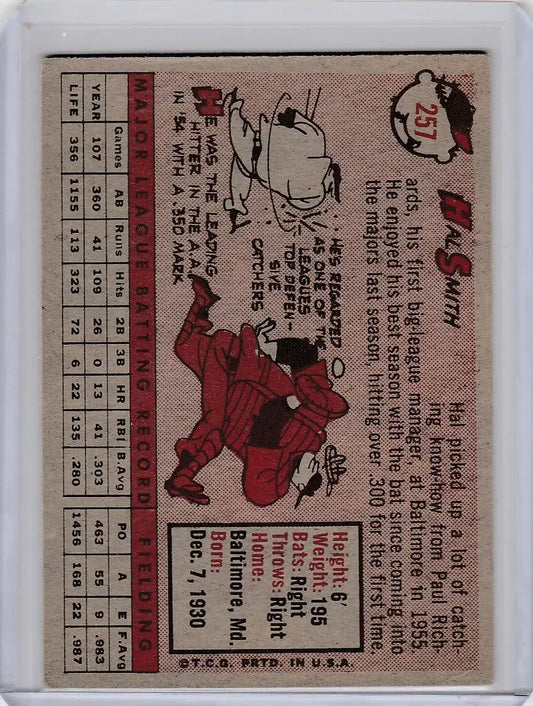 257
HAL SMITH
Hal picked up a lot of catch-
ing know-how from Paul Rich-
ards, his first big-league manager, at Baltimore in 1955
He enjoyed his best season with the bat since coming into
the majors last season, hitting over .300 for the first time.
HE WAS THE LEADING
HITTER IN THE A.A.
IN '54 WITH A .350 MARK
HE'S REGARDED
AS ONE OF THE
LEAGUES
TOP DEFEN-
SIVE
CATCHERS
Height: 6'
Weight: 195
Bats: Right
Throws: Right
Home:
Baltimore, Md.
Born:
Dec. 7, 1930
©T.C.G. PRTD. IN U.S.A.
MAJOR LEAGUE BATTING RECORD FIELDING
Games AB Runs Hits 2B 3B HR RBI B.Avg PO A E F.Avg
YEAR 107 360 41 109 26 0 13 41 .303 463 55 9 .983
LIFE 356 1155 113 323 72 6 22 135 .280 1456 168 22 .987